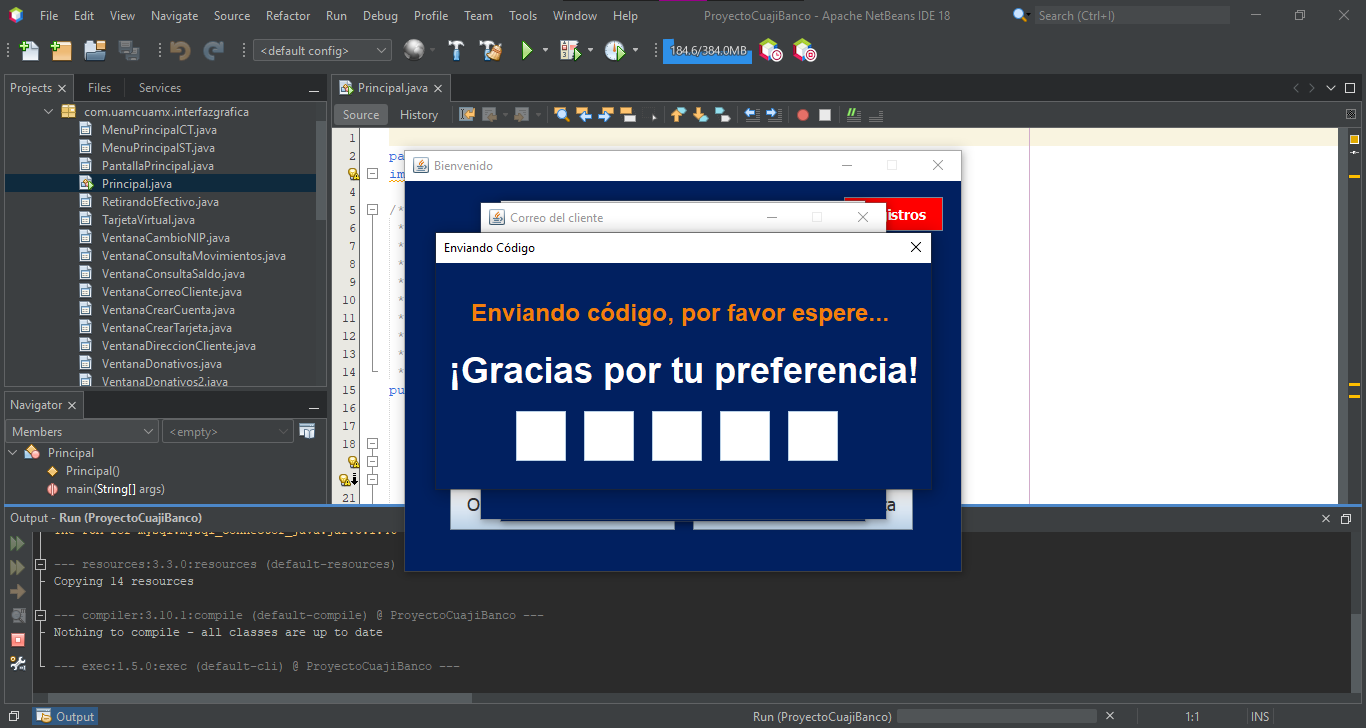 File Edit View Navigate Source Refactor Run Debug Profile Team Tools Window Help ProyectoCuajiBanco - Apache NetBeans IDE 18 Search (Ctrl+I)
<default config> 184.6/384.0MB
Projects Files Services
com.uamcuamx.interfazgrafica
MenuPrincipalCT.java
MenuPrincipalST.java
PantallaPrincipal.java
Principal.java
RetirandoEfectivo.java
TarjetaVirtual.java
VentanaCambioNIP.java
VentanaConsultaMovimientos.java
VentanaConsultaSaldo.java
VentanaCorreoCliente.java
VentanaCrearCuenta.java
VentanaCrearTarjeta.java
VentanaDireccionCliente.java
VentanaDonativos.java
VentanaDonativos2.java
Navigator
Members <empty>
Principal
Principal()
main(String[] args)
Principal.java
Source History
1
2 pa
im
4
5 /*
6 *
7 *
8 *
9 *
10 *
11 *
12 *
13 *
14 *
15 pu
16
17
18
21
Bienvenido
istros
Correo del cliente
Enviando Código
Enviando código, por favor espere...
¡Gracias por tu preferencia!
O
ta
Output - Run (ProyectoCuajiBanco)
--- resources:3.3.0:resources (default-resources)
Copying 14 resources
--- compiler:3.10.1:compile (default-compile) @ ProyectoCuajiBanco ---
Nothing to compile - all classes are up to date
--- exec:1.5.0:exec (default-cli) @ ProyectoCuajiBanco ---
Output Run (ProyectoCuajiBanco) 1:1 INS